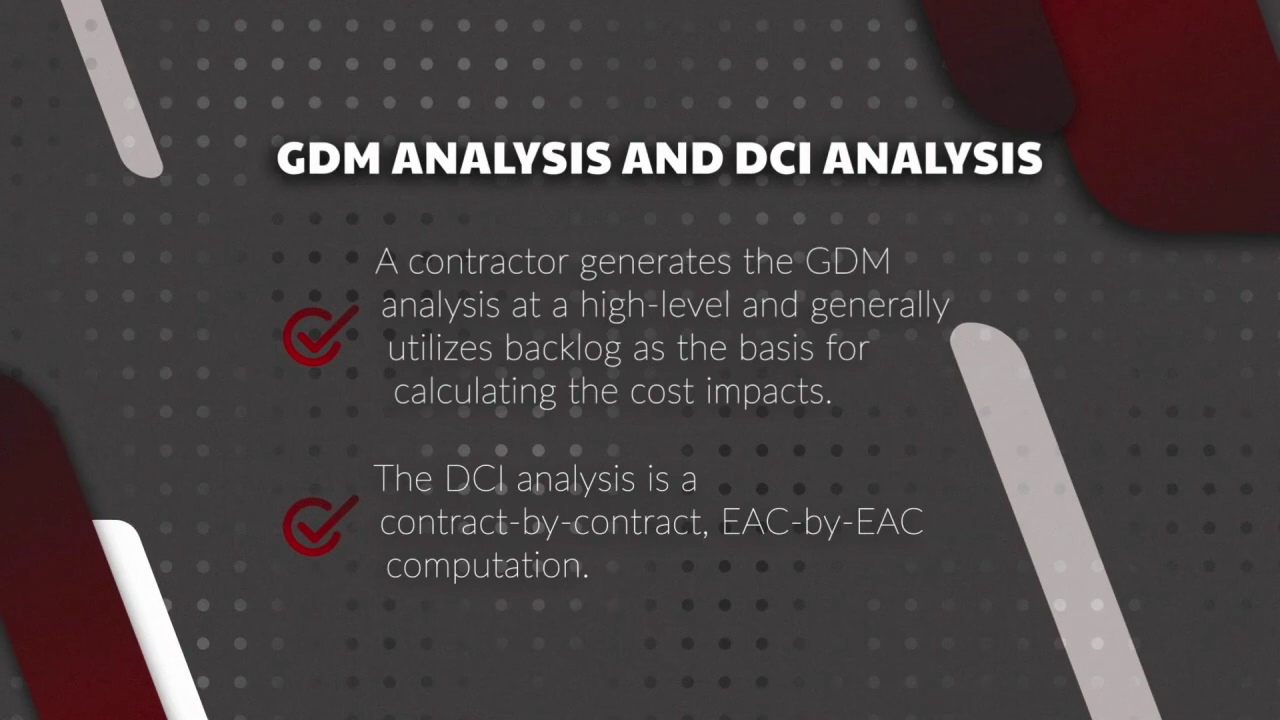 GDM ANALYSIS AND DCI ANALYSIS
A contractor generates the GDM
analysis at a high-level and generally
utilizes backlog as the basis for
calculating the cost impacts.
The DCI analysis is a
contract-by-contract, EAC-by-EAC
computation.